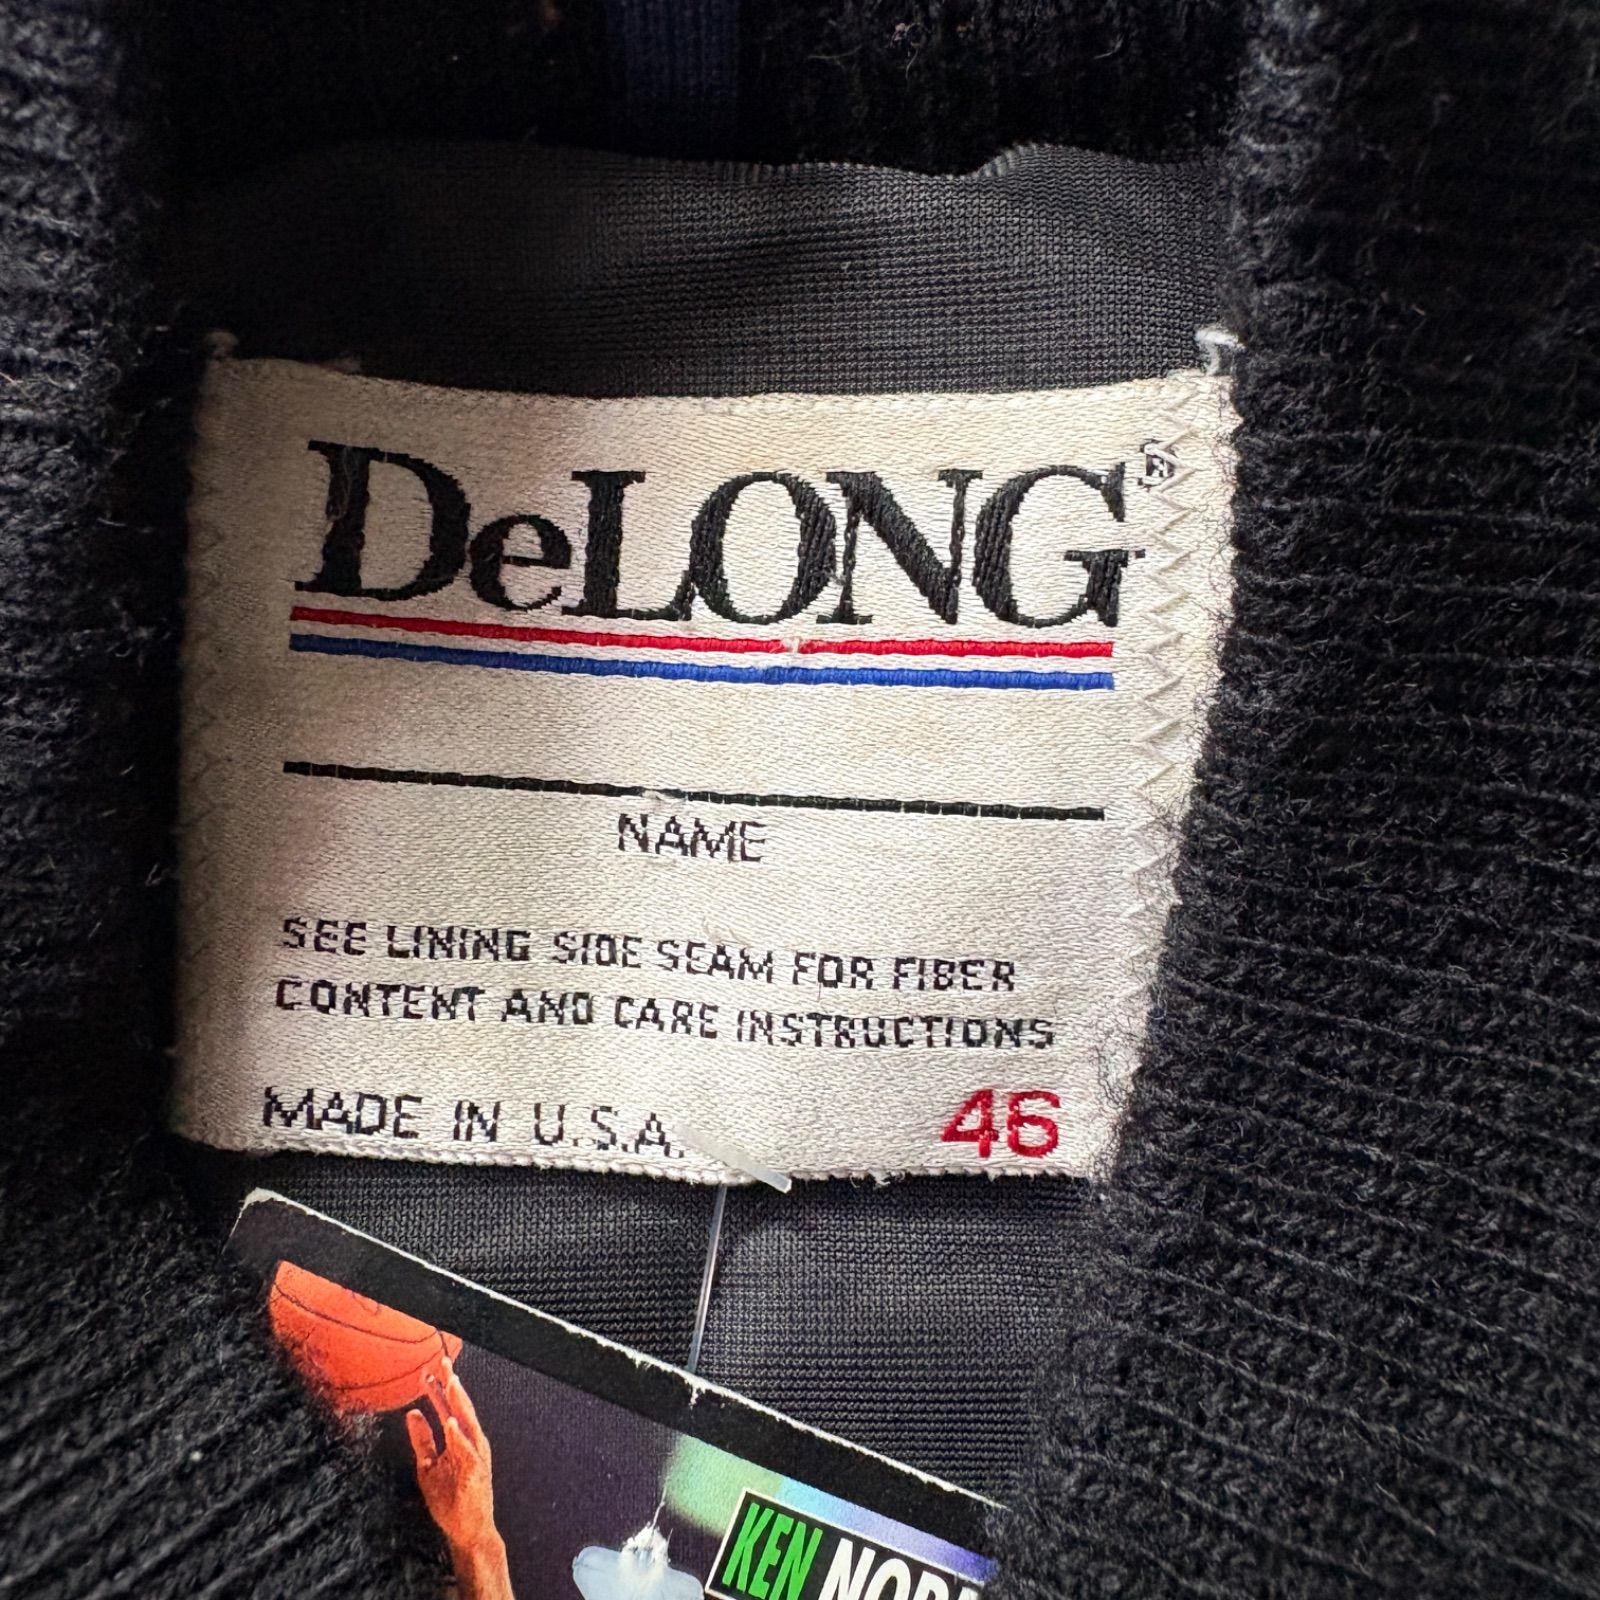 DeLONG®
NAME
SEE LINING SIDE SEAM FOR FIBER
CONTENT AND CARE INSTRUCTIONS
MADE IN U.S.A. 46
KEN